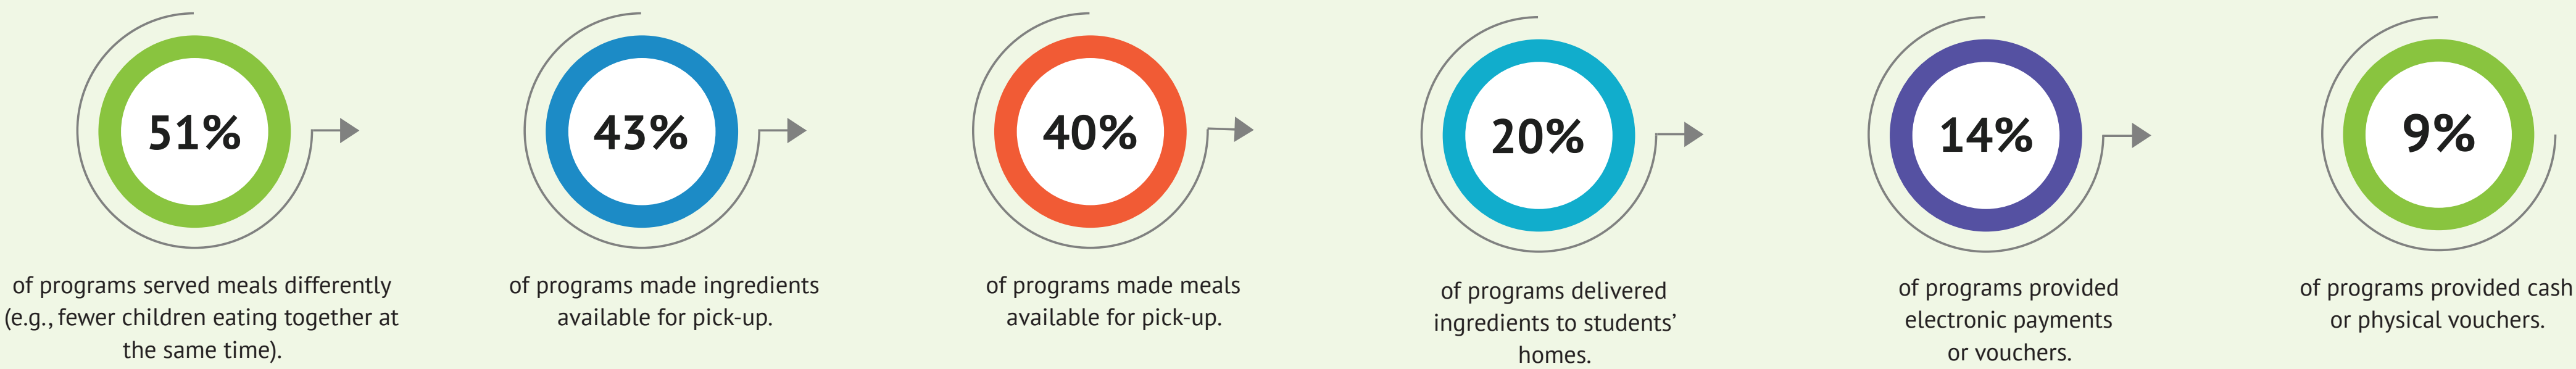 51%
of programs served meals differently
(e.g., fewer children eating together at
the same time).
43%
of programs made ingredients
available for pick-up.
40%
of programs made meals
available for pick-up.
20%
of programs delivered
ingredients to students’
homes.
14%
of programs provided
electronic payments
or vouchers.
9%
of programs provided cash
or physical vouchers.